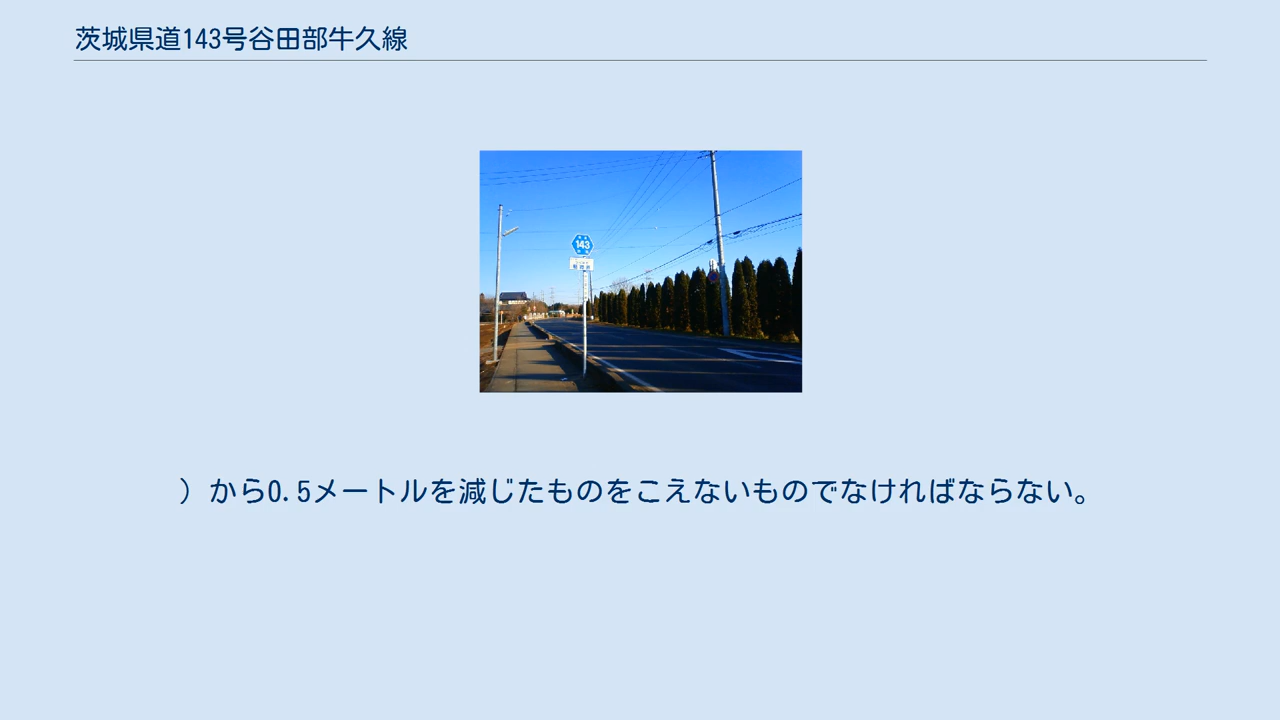 茨城県道143号谷田部牛久線
143
）から0.5メートルを減じたものをこえないものでなければならない。